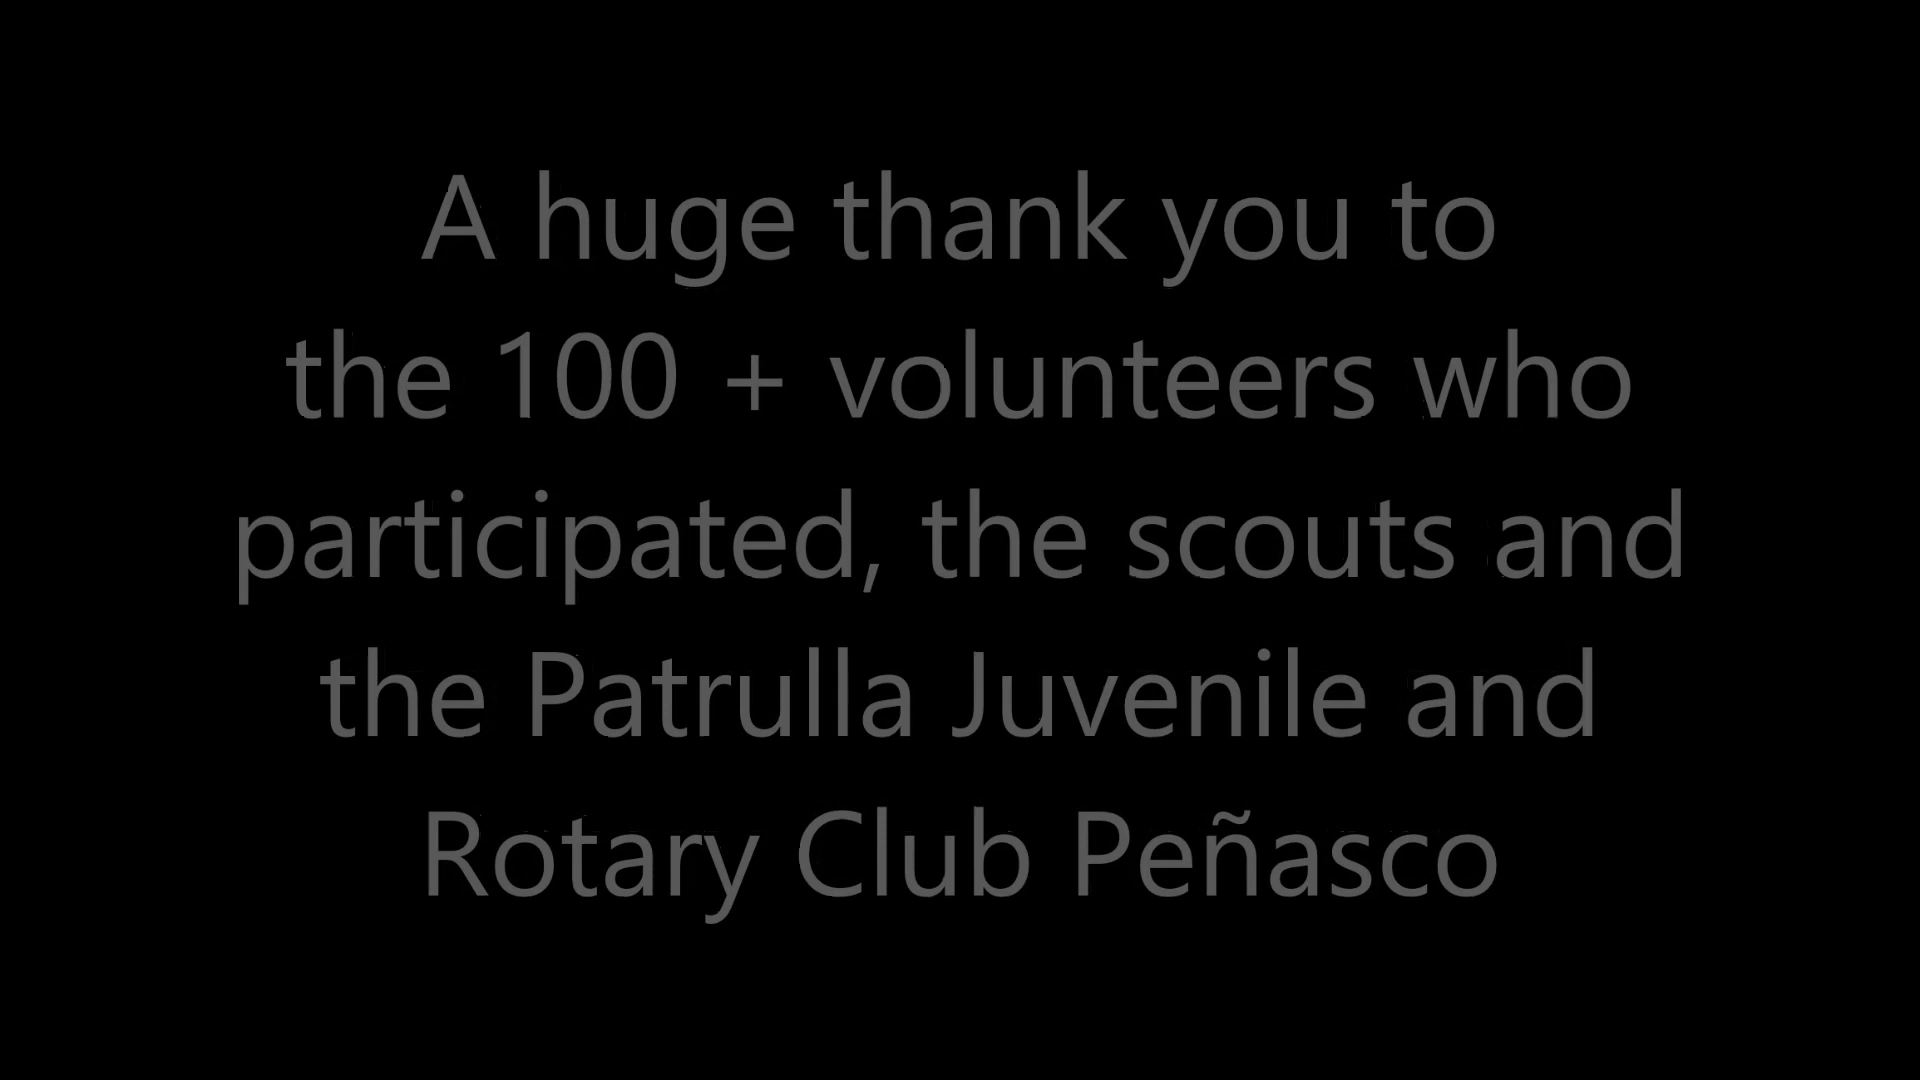 A huge thank you to
the 100 + volunteers who
participated, the scouts and
the Patrulla Juvenile and
Rotary Club Peñasco